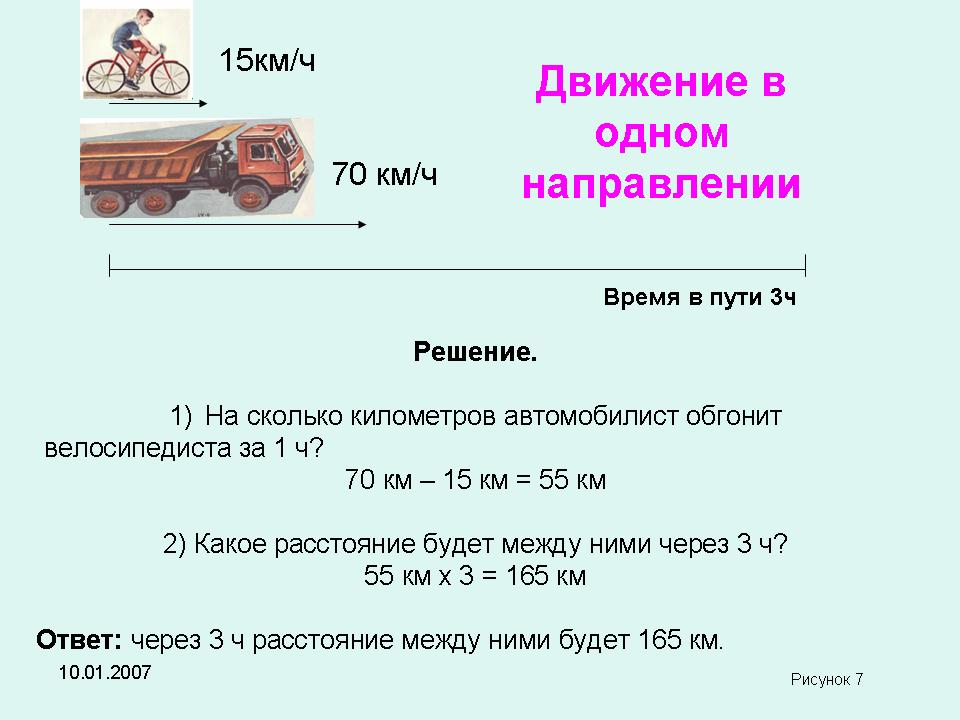 15км/ч
Движение в
одном
направлении
70 км/ч
Время в пути 3ч
Решение.
1) На сколько километров автомобилист обгонит
велосипедиста за 1 ч?
70 км – 15 км = 55 км
2) Какое расстояние будет между ними через 3 ч?
55 км х 3 = 165 км
Ответ: через 3 ч расстояние между ними будет 165 км.
10.01.2007
Рисунок 7